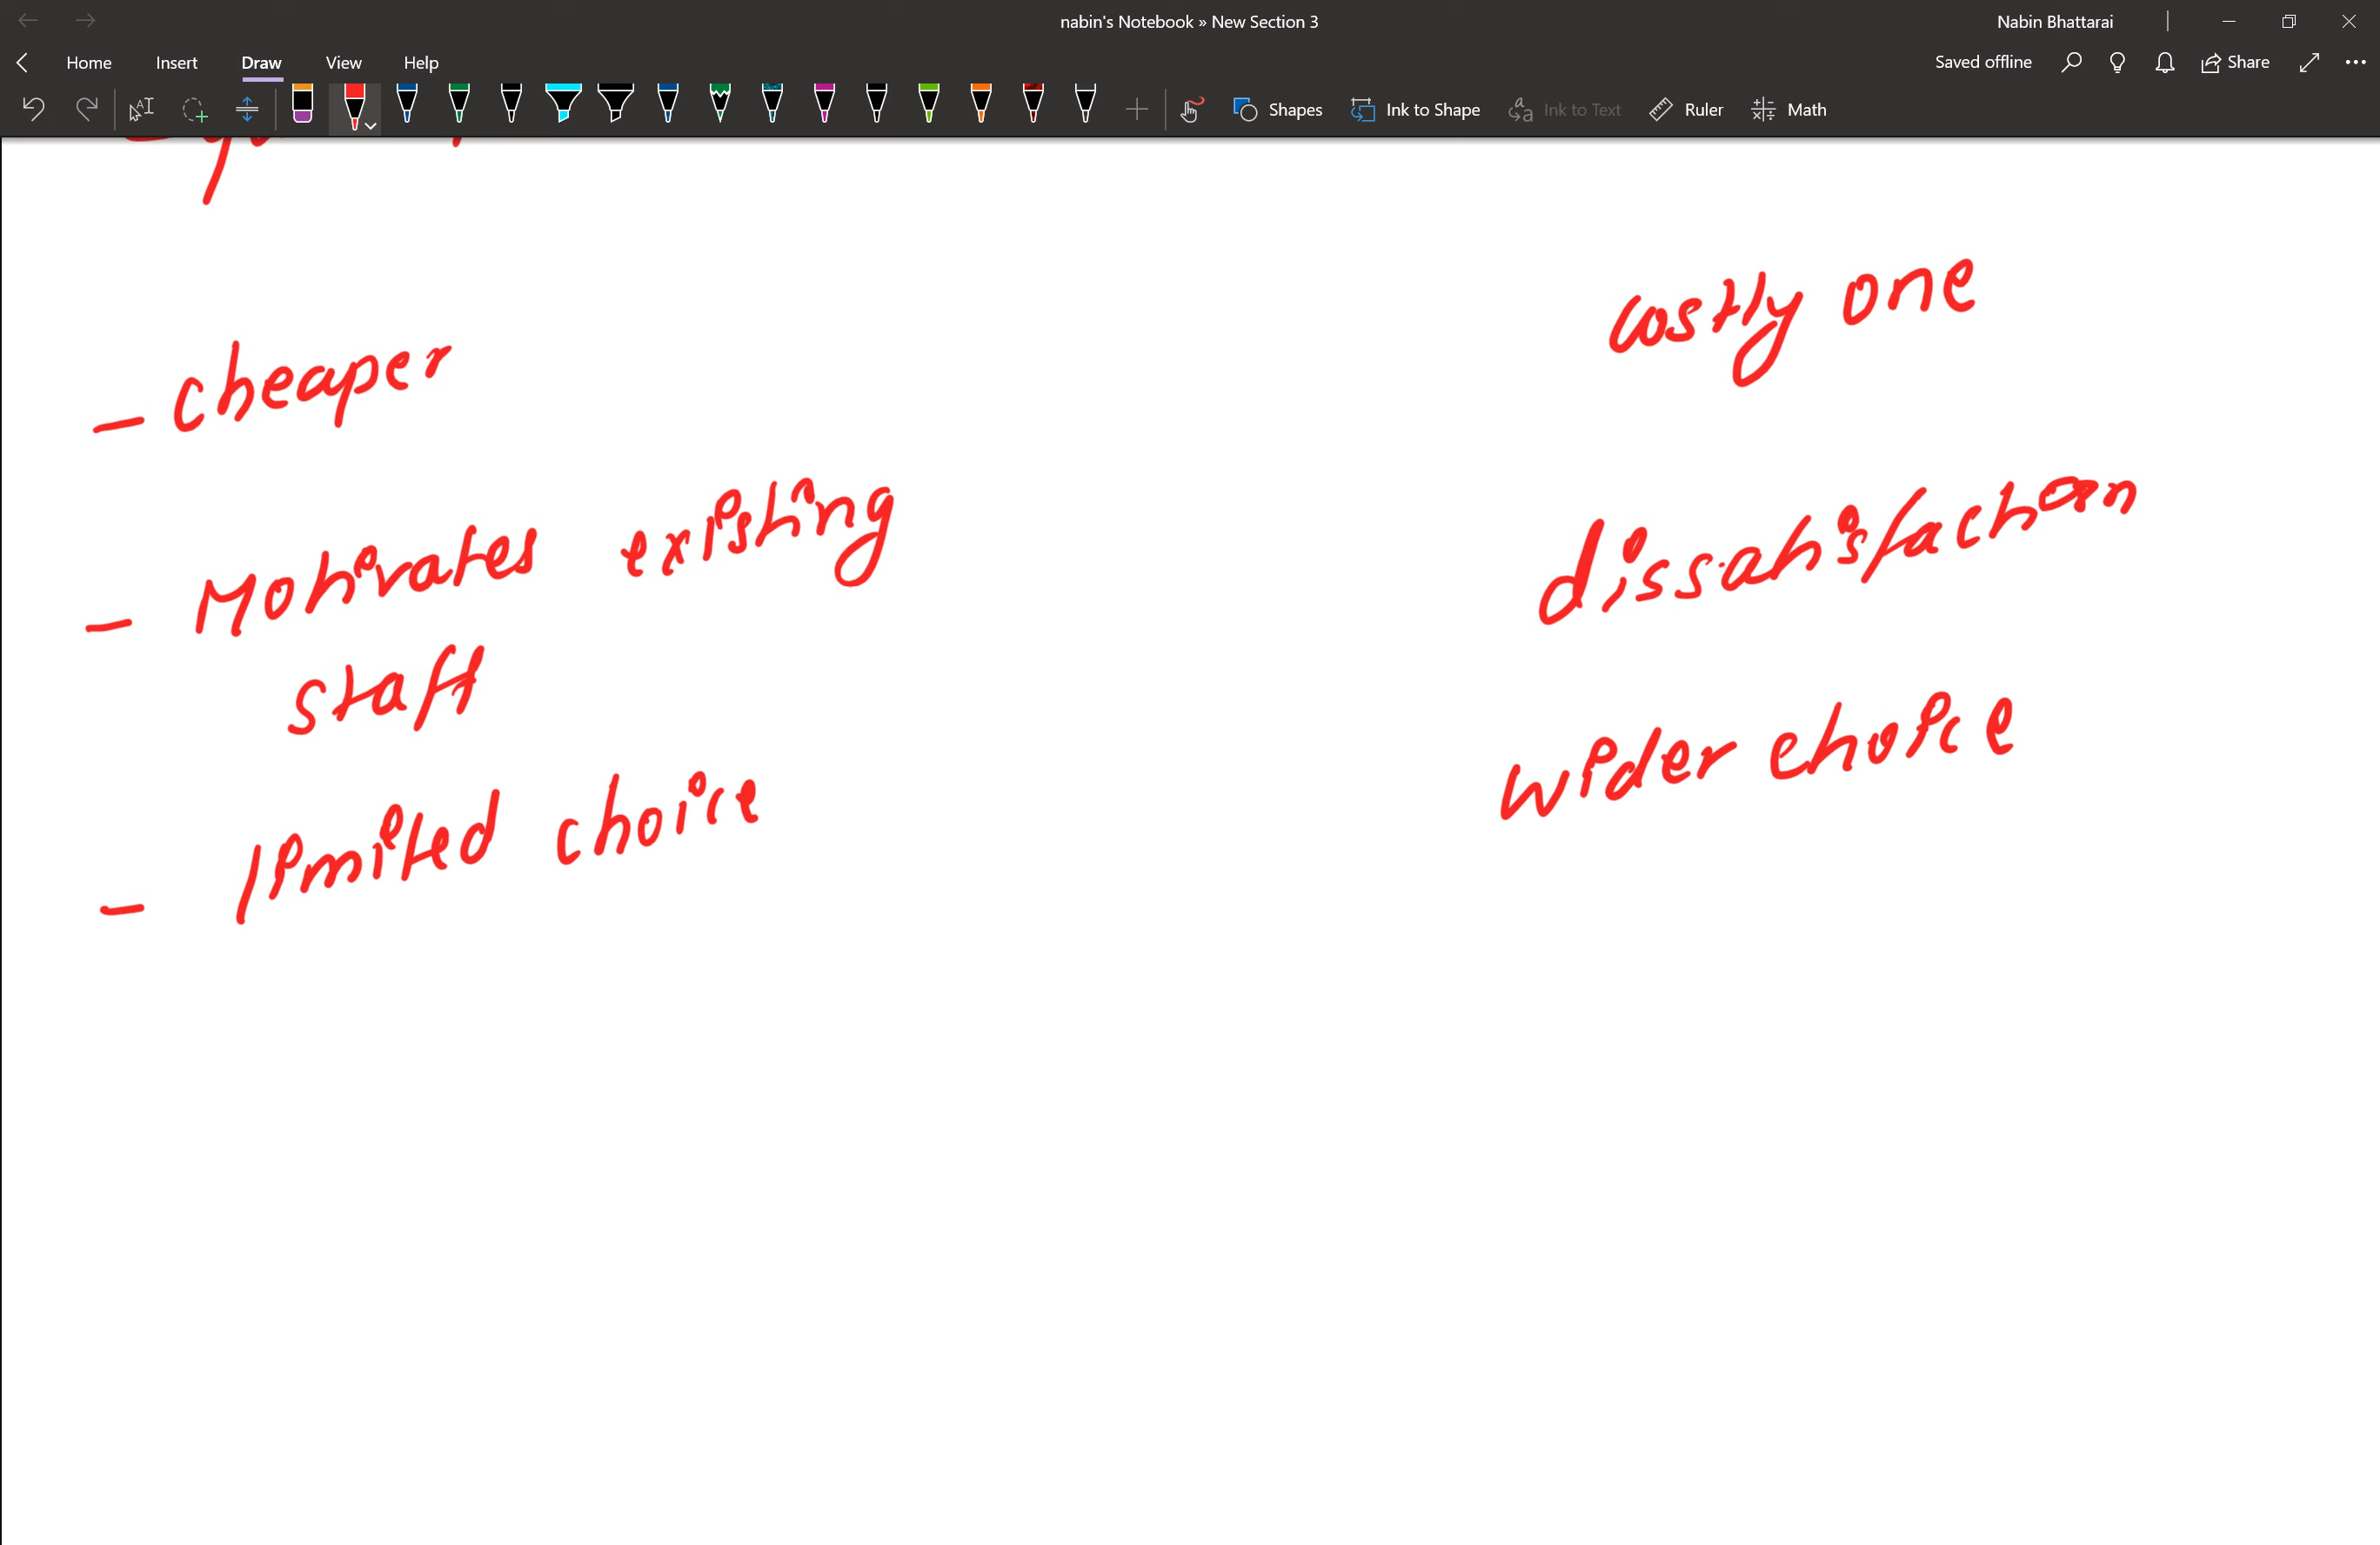 nabin's Notebook » New Section 3
Nabin Bhattarai
Home Insert Draw View Help
Saved offline
Share
Shapes Ink to Shape Ink to Text Ruler Math
costly one
- cheaper
- Motivates existing
dissatisfaction
staff
wider choice
- limited choice